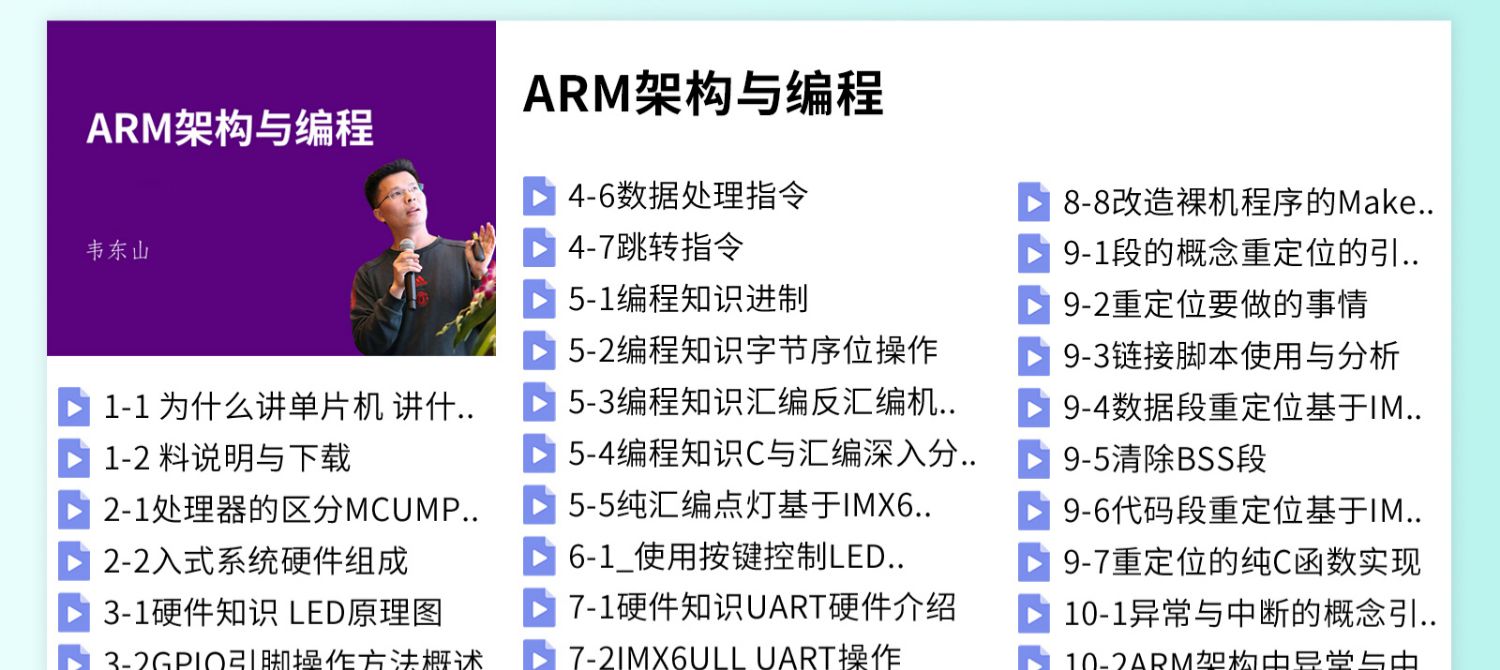 ARM架构与编程
韦东山
1-1 为什么讲单片机 讲什..
1-2 料说明与下载
2-1处理器的区分MCUMP..
2-2入式系统硬件组成
3-1硬件知识 LED原理图
3-2GPIO引脚操作方法概述
ARM架构与编程
4-6数据处理指令
4-7跳转指令
5-1编程知识进制
5-2编程知识字节序位操作
5-3编程知识汇编反汇编机..
5-4编程知识C与汇编深入分..
5-5纯汇编点灯基于IMX6..
6-1_使用按键控制LED..
7-1硬件知识UART硬件介绍
7-2IMX6ULL UART操作
8-8改造裸机程序的Make..
9-1段的概念重定位的引..
9-2重定位要做的事情
9-3链接脚本使用与分析
9-4数据段重定位基于IM..
9-5清除BSS段
9-6代码段重定位基于IM..
9-7重定位的纯C函数实现
10-1异常与中断的概念引..
10-2ARM架构中异常与中